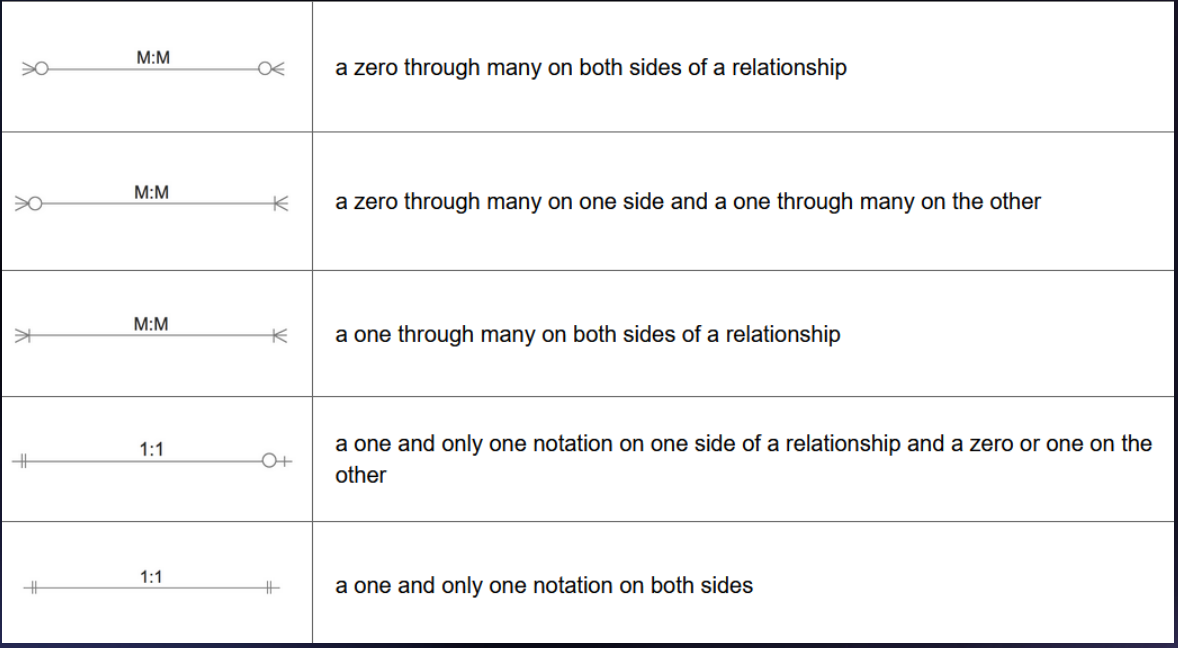 M:M
a zero through many on both sides of a relationship
M:M
a zero through many on one side and a one through many on the other
M:M
a one through many on both sides of a relationship
1:1
a one and only one notation on one side of a relationship and a zero or one on the
other
1:1
a one and only one notation on both sides